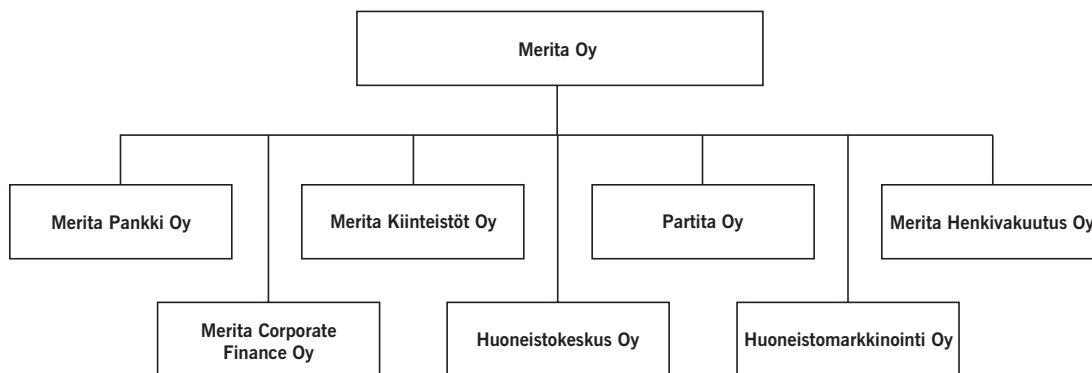 Merita Oy
Merita Pankki Oy
Merita Kiinteistöt Oy
Partita Oy
Merita Henkivakuutus Oy
Merita Corporate
Finance Oy
Huoneistokeskus Oy
Huoneistomarkkinointi Oy